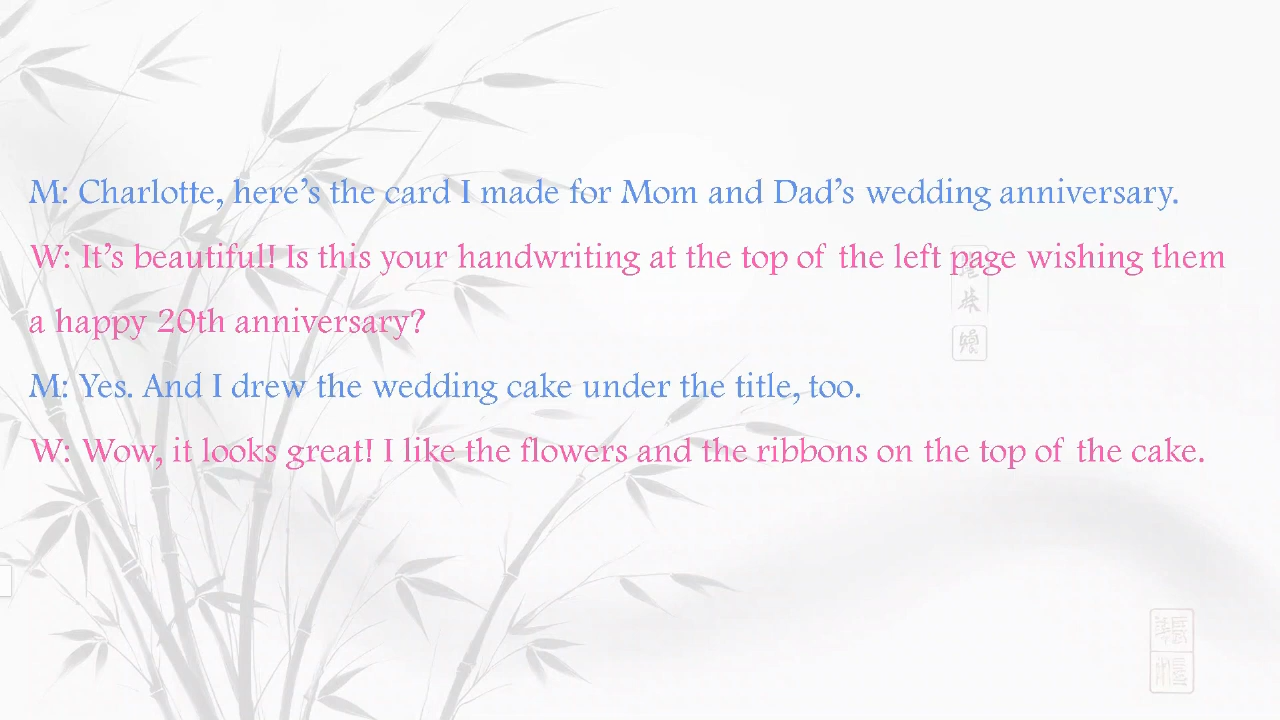 M: Charlotte, here’s the card I made for Mom and Dad’s wedding anniversary.
W: It’s beautiful! Is this your handwriting at the top of the left page wishing them
a happy 20th anniversary?
M: Yes. And I drew the wedding cake under the title, too.
W: Wow, it looks great! I like the flowers and the ribbons on the top of the cake.